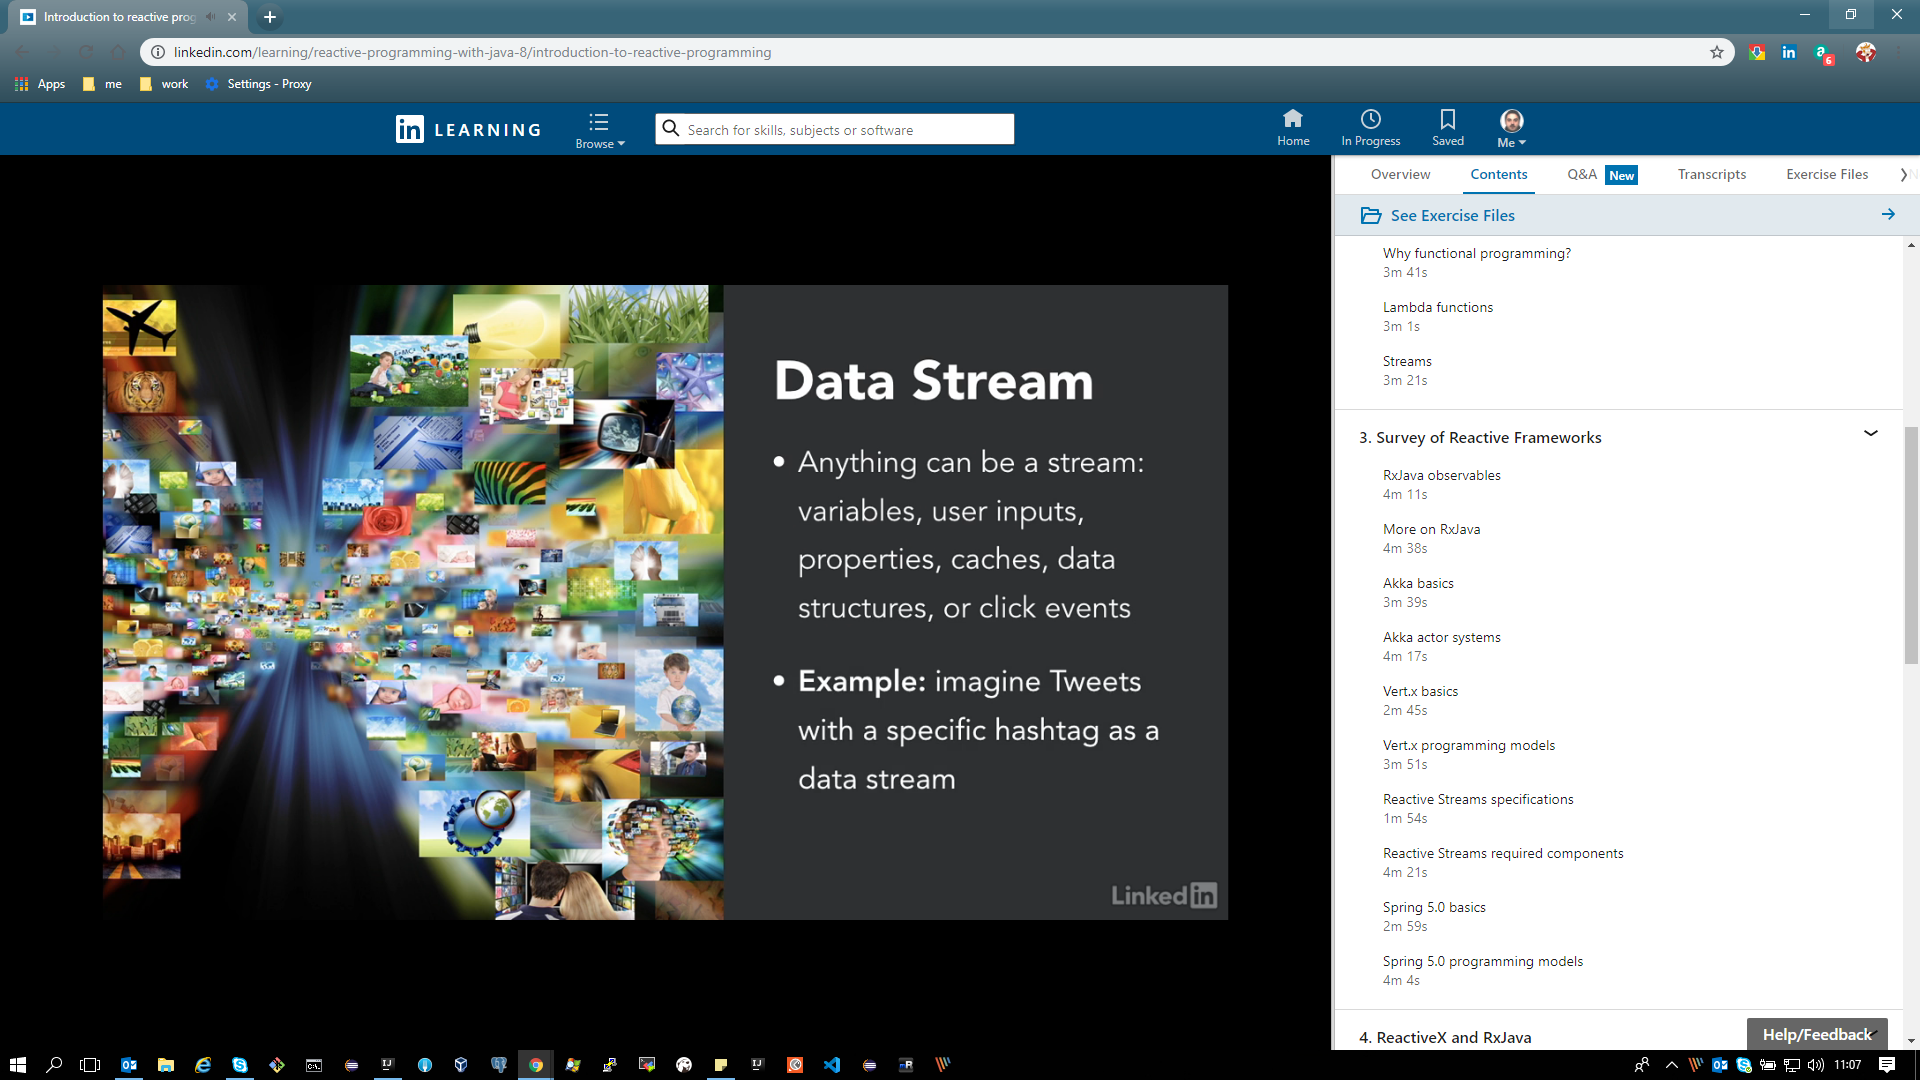 Introduction to reactive prog
linkedin.com/learning/reactive-programming-with-java-8/introduction-to-reactive-programming
6
Apps
me
work
Settings - Proxy
in LEARNING
Browse
Search for skills, subjects or software
Home
In Progress
Saved
Me
Overview
Contents
Q&A New
Transcripts
Exercise Files
See Exercise Files
Data Stream
• Anything can be a stream:
variables, user inputs,
properties, caches, data
structures, or click events
• Example: imagine Tweets
with a specific hashtag as a
data stream
Linked in
Why functional programming?
3m 41s
Lambda functions
3m 1s
Streams
3m 21s
3. Survey of Reactive Frameworks
RxJava observables
4m 11s
More on RxJava
4m 38s
Akka basics
3m 39s
Akka actor systems
4m 17s
Vert.x basics
2m 45s
Vert.x programming models
3m 51s
Reactive Streams specifications
1m 54s
Reactive Streams required components
4m 21s
Spring 5.0 basics
2m 59s
Spring 5.0 programming models
4m 4s
4. ReactiveX and RxJava
Help/Feedback
11:07